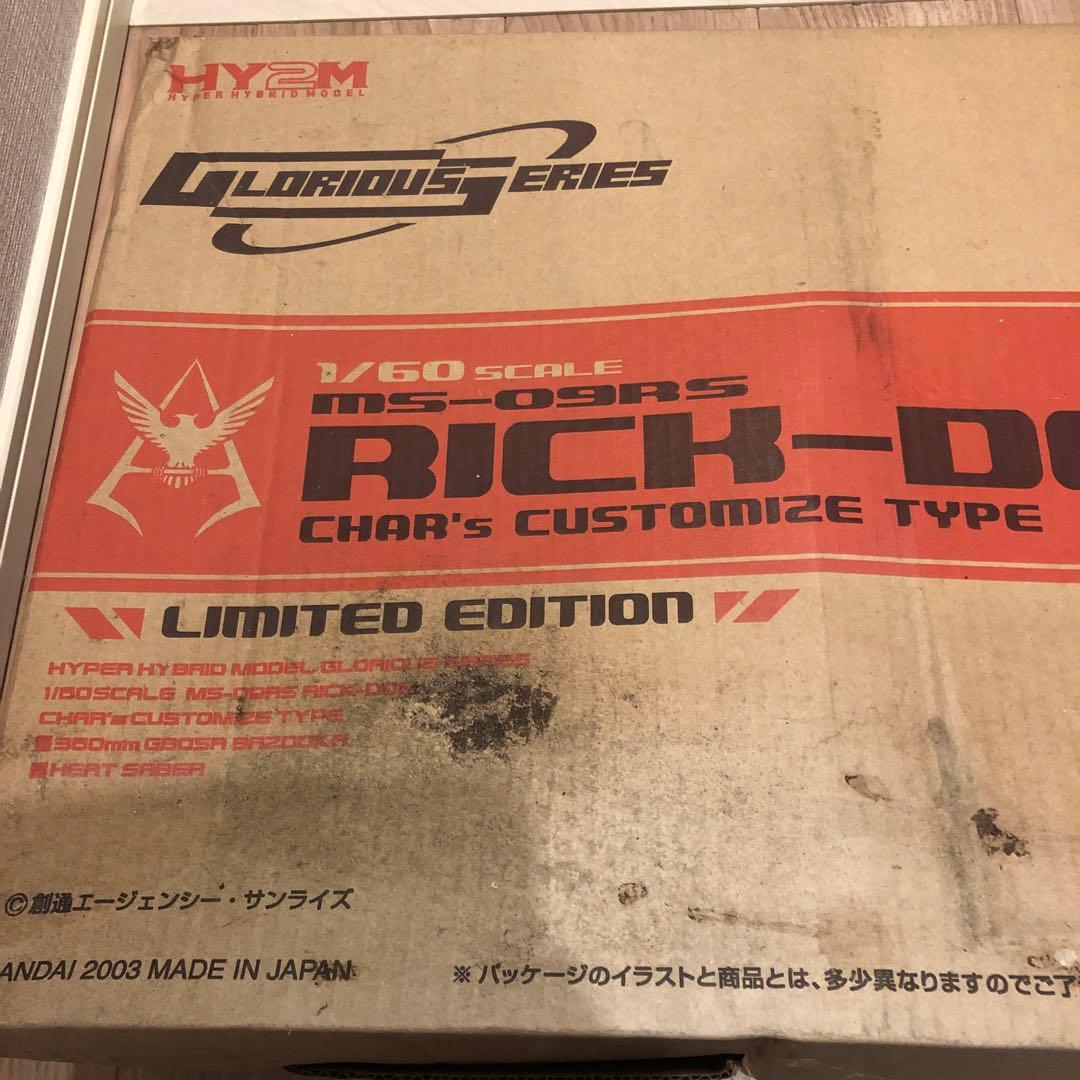 HY2M
HYPER HYBRID MODEL
GLORIOUS SERIES
1/60 SCALE
MS-09RS
RICK-DO
CHAR's CUSTOMIZE TYPE
LIMITED EDITION
HYPER HYBRID MODEL GLORIOUS SERIES
1/60SCALE MS-09RS RICK-DOM
CHAR's CUSTOMIZE TYPE
■360mm GBOSR BAZOOKA
■HEAT SABER
©創通エージェンシー・サンライズ
ANDAI 2003 MADE IN JAPAN
※パッケージのイラストと商品とは、多少異なりますのでご了